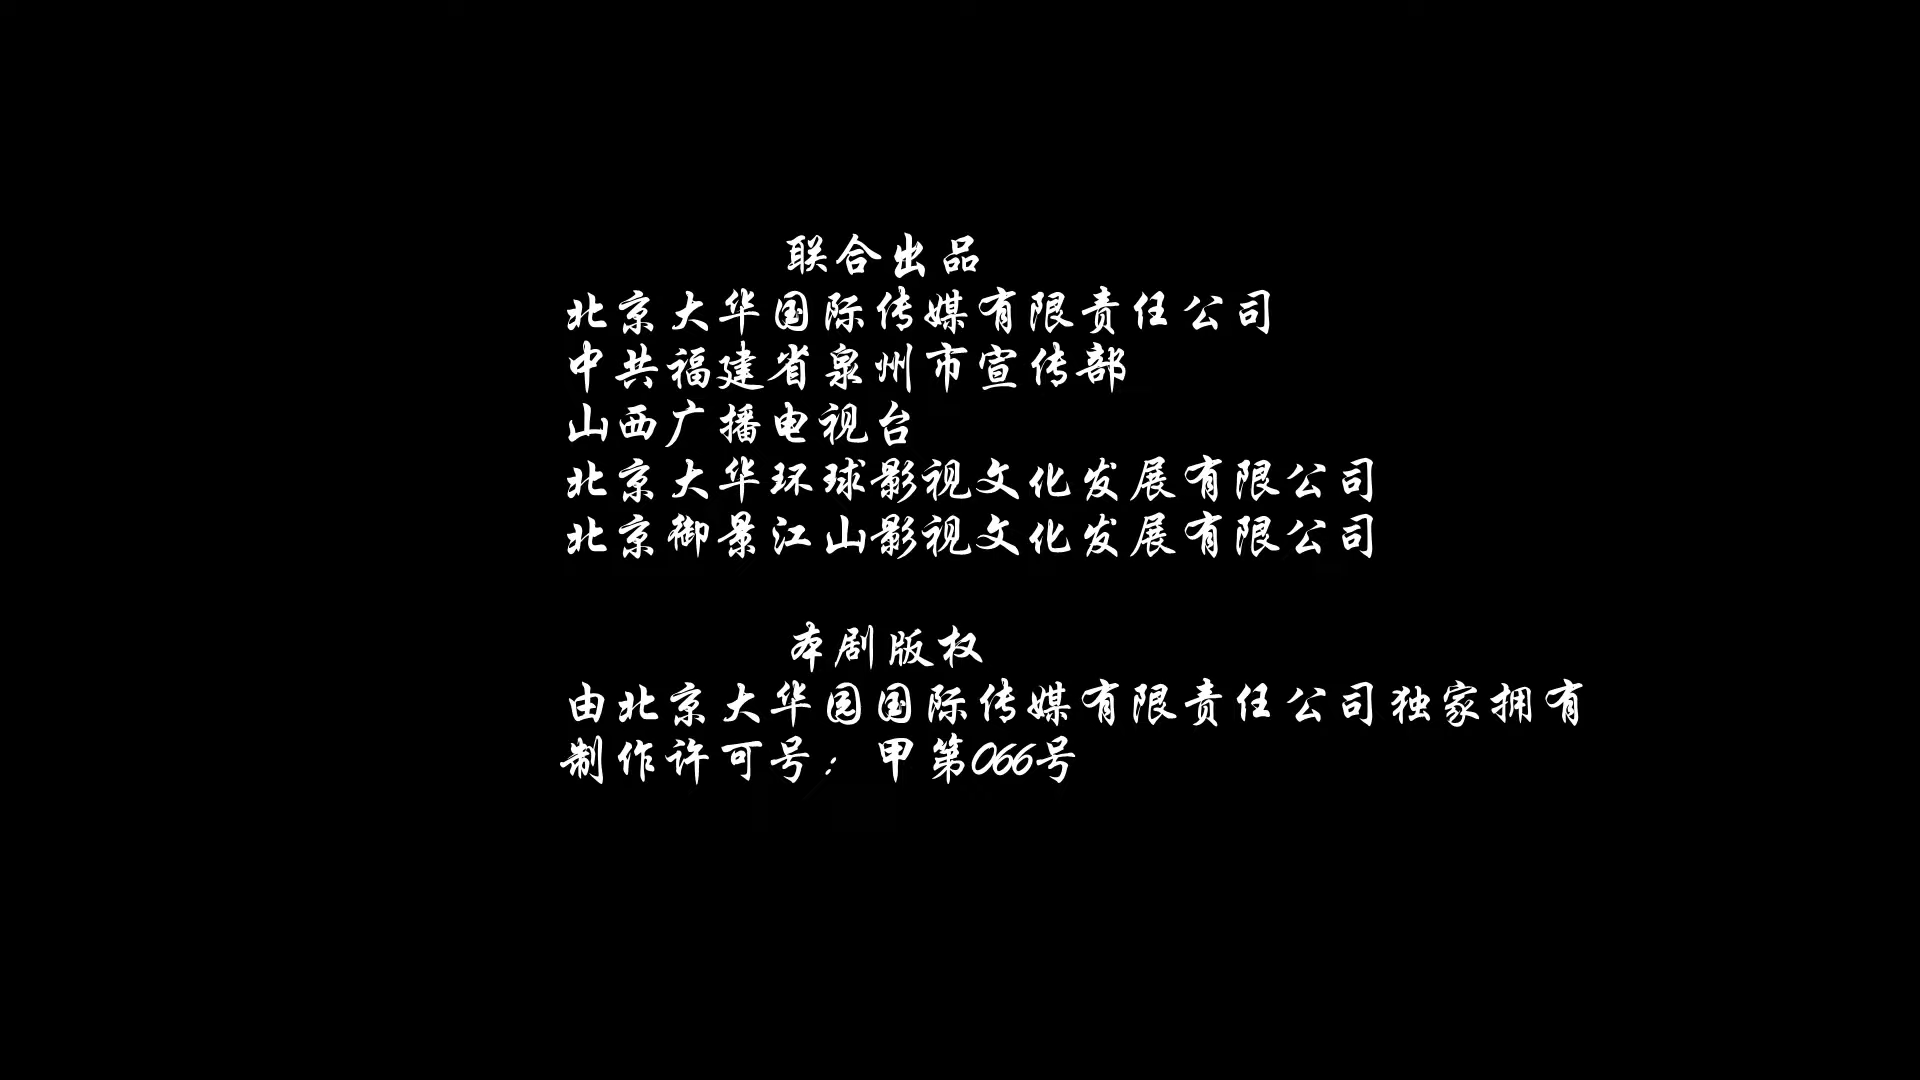 联合出品
北京大华国际传媒有限责任公司
中共福建省泉州市宣传部
山西广播电视台
北京大华环球影视文化发展有限公司
北京御景江山影视文化发展有限公司
本剧版权
由北京大华园国际传媒有限责任公司独家拥有
制作许可号：甲第066号